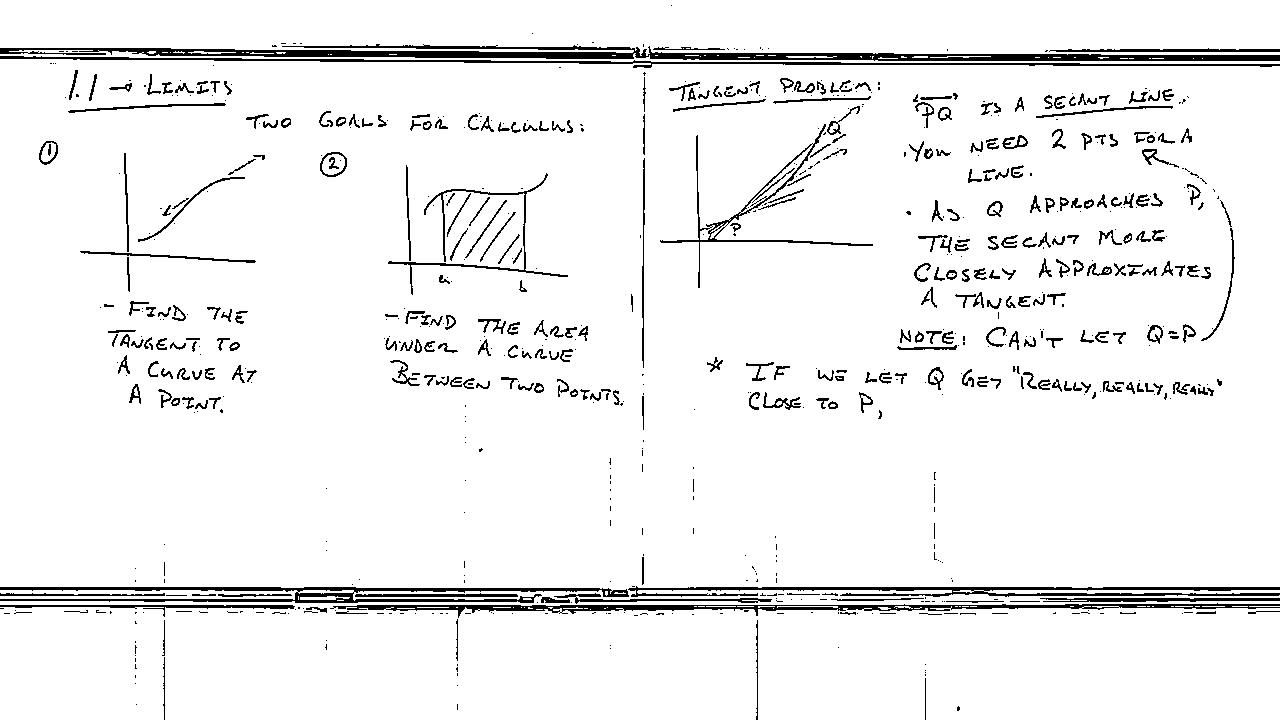 1.1 → LIMITS
TWO GOALS FOR CALCULUS:
①
- FIND THE
TANGENT TO
A CURVE AT
A POINT.
②
a
b
- FIND THE AREA
UNDER A CURVE
BETWEEN TWO POINTS.
TANGENT PROBLEM:
Q
P
PQ IS A SECANT LINE.
· YOU NEED 2 PTS FOR A
LINE.
· AS Q APPROACHES P,
THE SECANT MORE
CLOSELY APPROXIMATES
A TANGENT.
NOTE: CAN'T LET Q=P
* IF WE LET Q GET "REALLY, REALLY, REALLY"
CLOSE TO P,